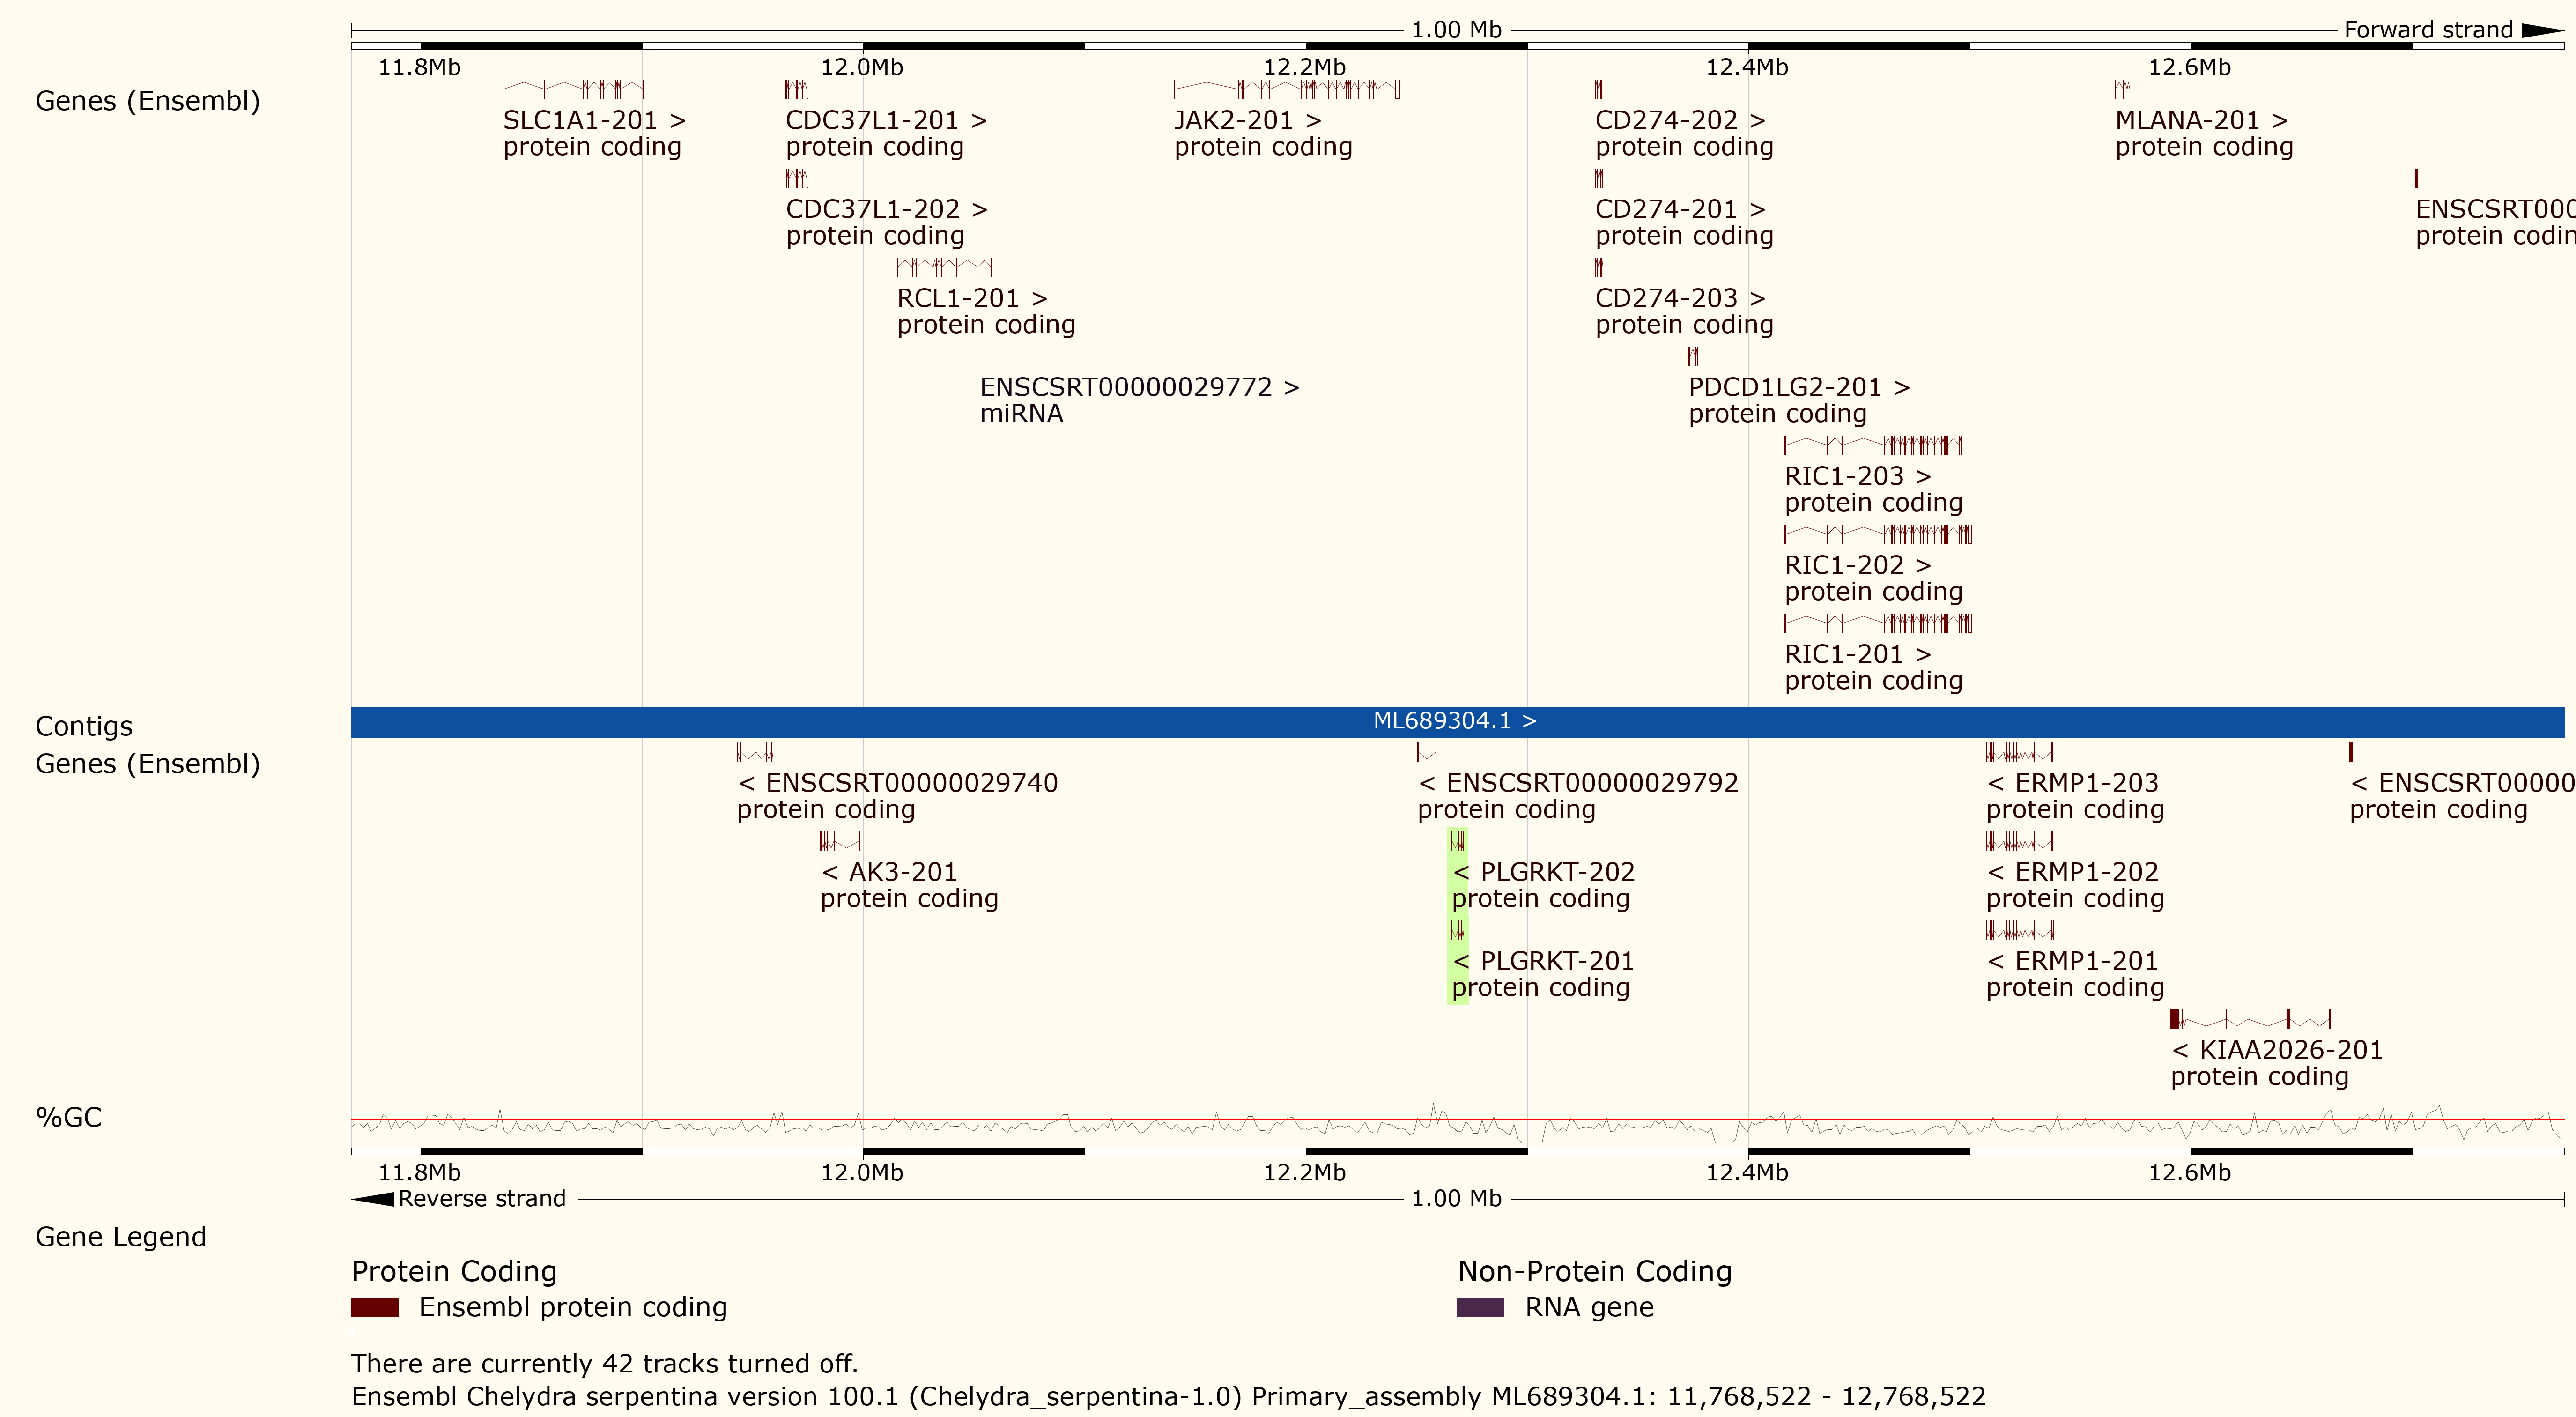 1.00 Mb Forward strand
11.8Mb 12.0Mb 12.2Mb 12.4Mb 12.6Mb
Genes (Ensembl)
SLC1A1-201 > CDC37L1-201 > JAK2-201 > CD274-202 > MLANA-201 >
protein coding protein coding protein coding protein coding protein coding
CDC37L1-202 > CD274-201 > ENSCSRT000
protein coding protein coding protein codin
RCL1-201 > CD274-203 >
protein coding protein coding
ENSCSRT00000029772 > PDCD1LG2-201 >
miRNA protein coding
RIC1-203 >
protein coding
RIC1-202 >
protein coding
RIC1-201 >
protein coding
Contigs ML689304.1 >
Genes (Ensembl)
< ENSCSRT00000029740 < ENSCSRT00000029792 < ERMP1-203 < ENSCSRT00000
protein coding protein coding protein coding protein coding
< AK3-201 < PLGRKT-202 < ERMP1-202
protein coding protein coding protein coding
< PLGRKT-201 < ERMP1-201
protein coding protein coding
< KIAA2026-201
protein coding
%GC
11.8Mb 12.0Mb 12.2Mb 12.4Mb 12.6Mb
Reverse strand 1.00 Mb
Gene Legend
Protein Coding Non-Protein Coding
Ensembl protein coding RNA gene
There are currently 42 tracks turned off.
Ensembl Chelydra serpentina version 100.1 (Chelydra_serpentina-1.0) Primary_assembly ML689304.1: 11,768,522 - 12,768,522